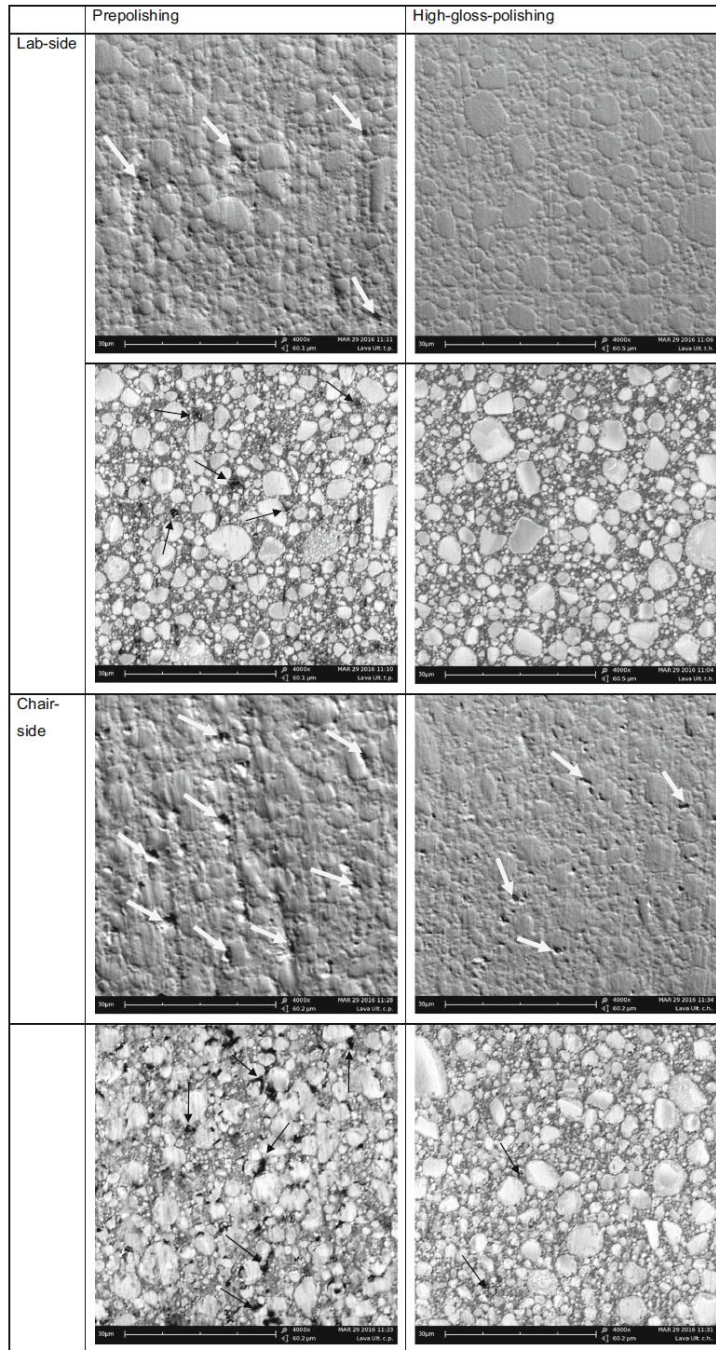 Prepolishing
High-gloss-polishing
Lab-side
30µm 4000x MAR 29 2016 11:11
60.1 µm Lava Ult. t.p.
30µm 4000x MAR 29 2016 11:06
60.5 µm Lava Ult. t.h.
30µm 4000x MAR 29 2016 11:10
60.1 µm Lava Ult. t.p.
30µm 4000x MAR 29 2016 11:04
60.5 µm Lava Ult. t.h.
Chair-
side
30µm 4000x MAR 29 2016 11:28
60.2 µm Lava Ult. c.p.
30µm 4000x MAR 29 2016 11:34
60.2 µm Lava Ult. c.h.
30µm 4000x MAR 29 2016 11:23
60.2 µm Lava Ult. c.p.
30µm 4000x MAR 29 2016 11:31
60.2 µm Lava Ult. c.h.